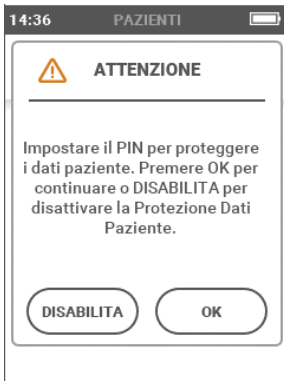 14:36 PAZIENTI
ATTENZIONE
Impostare il PIN per proteggere
i dati paziente. Premere OK per
continuare o DISABILITA per
disattivare la Protezione Dati
Paziente.
DISABILITA OK